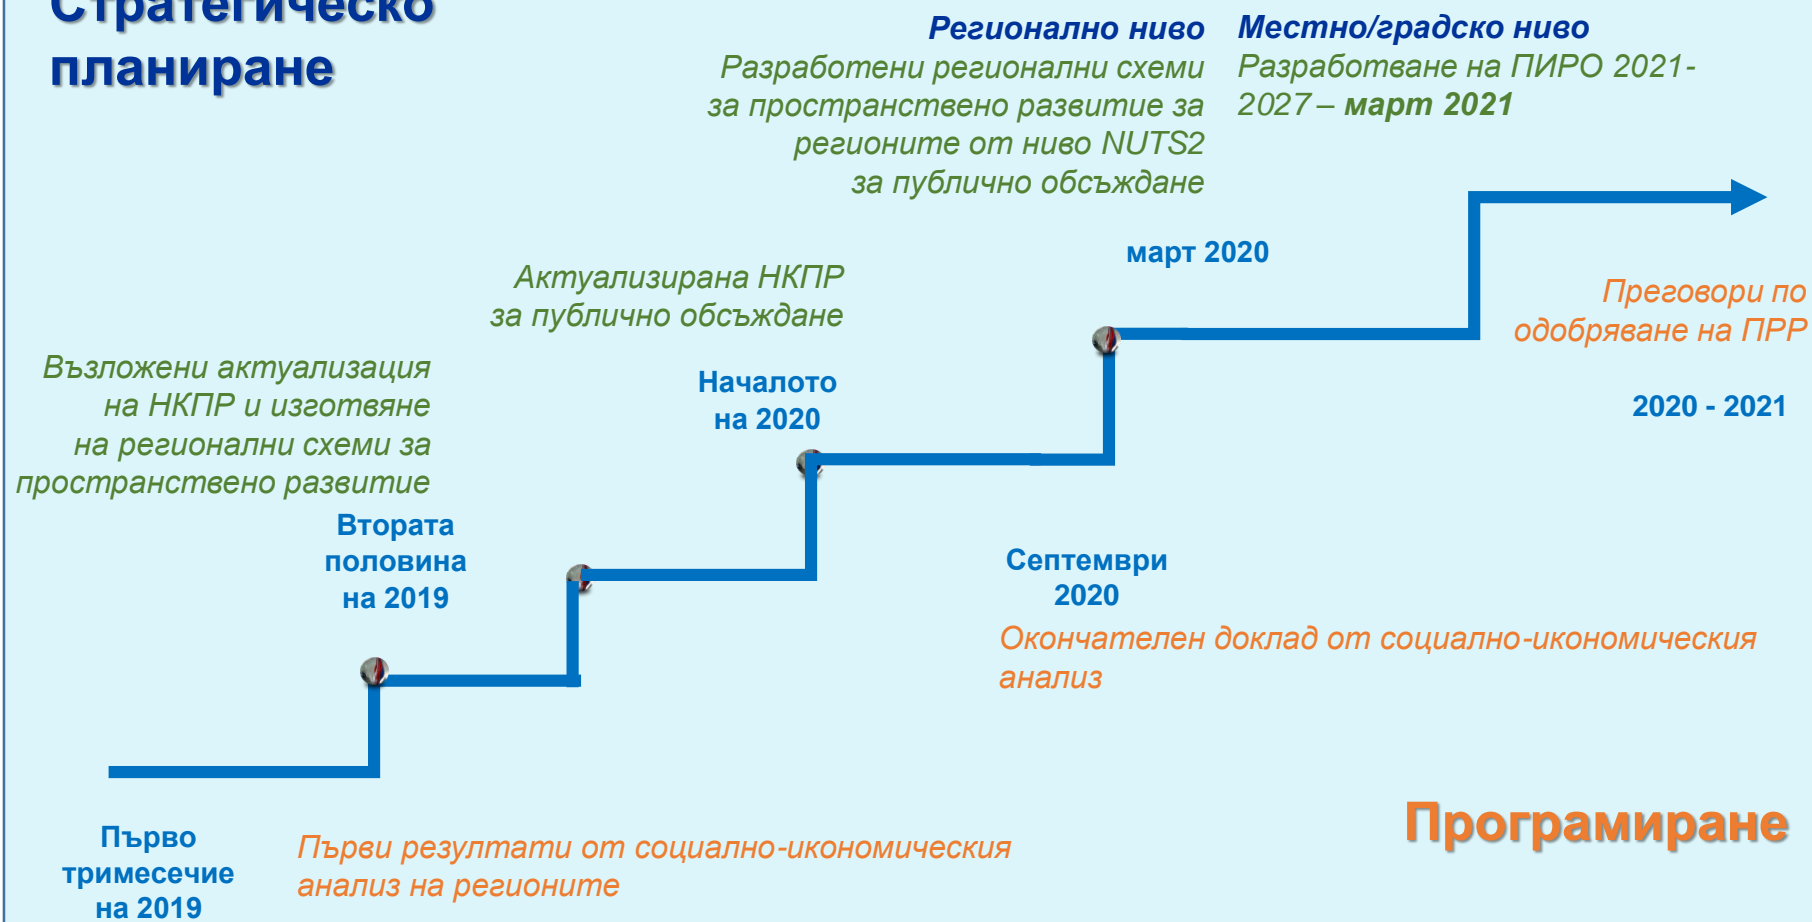 Стратегическо
планиране
Регионално ниво
Разработени регионални схеми
за пространствено развитие за
регионите от ниво NUTS2
за публично обсъждане
Местно/градско ниво
Разработване на ПИРО 2021-
2027 – март 2021
март 2020
Актуализирана НКПР
за публично обсъждане
Преговори по
одобряване на ПРР
Възложени актуализация
на НКПР и изготвяне
на регионални схеми за
пространствено развитие
Началото
на 2020
2020 - 2021
Втората
половина
на 2019
Септември
2020
Окончателен доклад от социално-икономическия
анализ
Програмиране
Първо
тримесечие
на 2019
Първи резултати от социално-икономическия
анализ на регионите